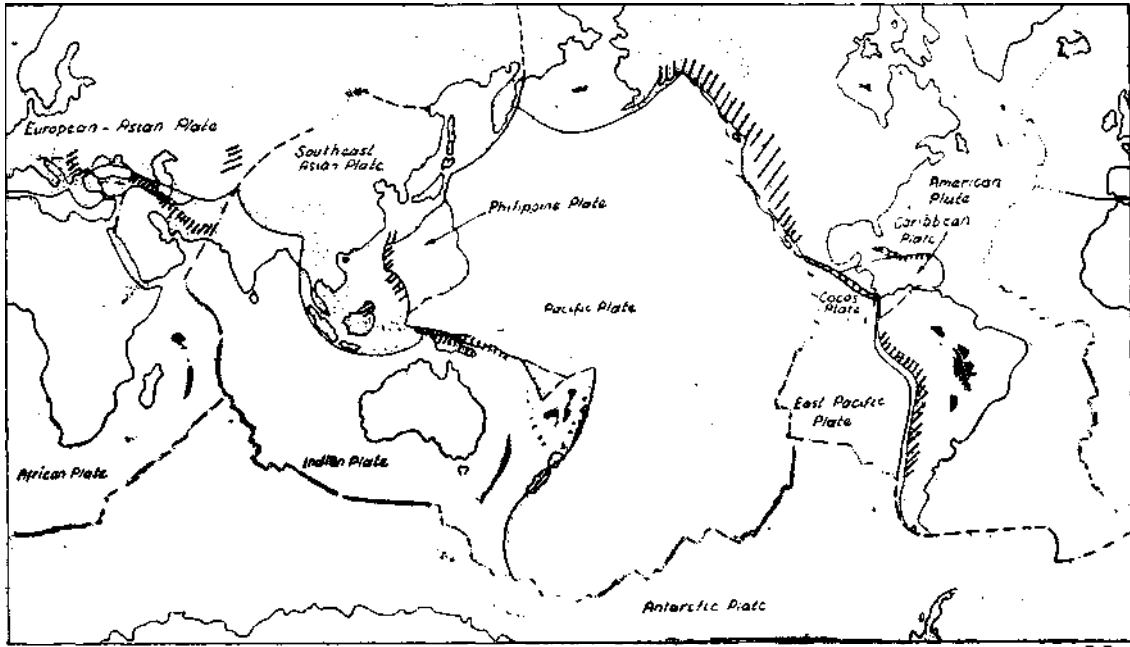 European - Asian Plate
Southeast
Asian Plate
Philippine Plate
American
Plate
Caribbean
Plate
Pacific Plate
Cocos
Plate
East Pacific
Plate
African Plate
Indian Plate
Antarctic Plate